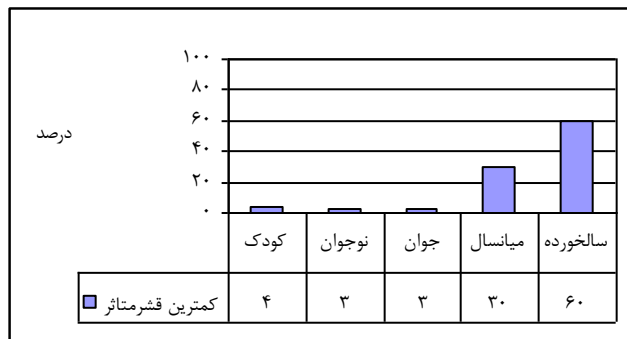 درصد
۱۰۰
۸۰
۶۰
۴۰
۲۰
۰
کودک نوجوان جوان میانسال سالخورده
کمترین قشرمتاثر ۴ ۳ ۳ ۳۰ ۶۰